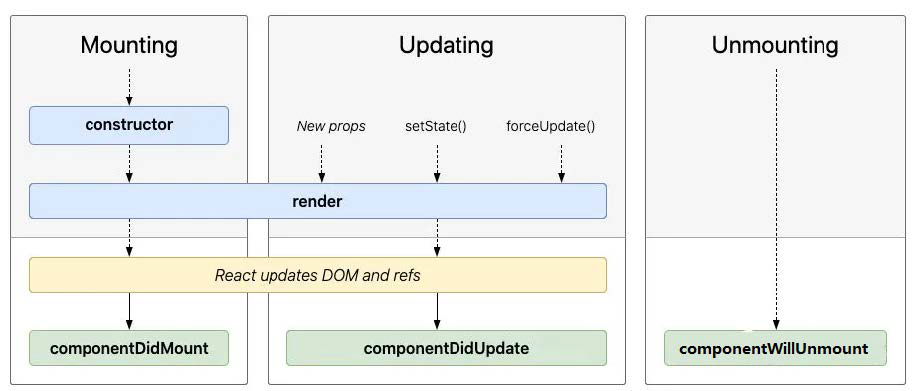 Mounting
Updating
Unmounting
constructor
New props
setState()
forceUpdate()
render
React updates DOM and refs
componentDidMount
componentDidUpdate
componentWillUnmount